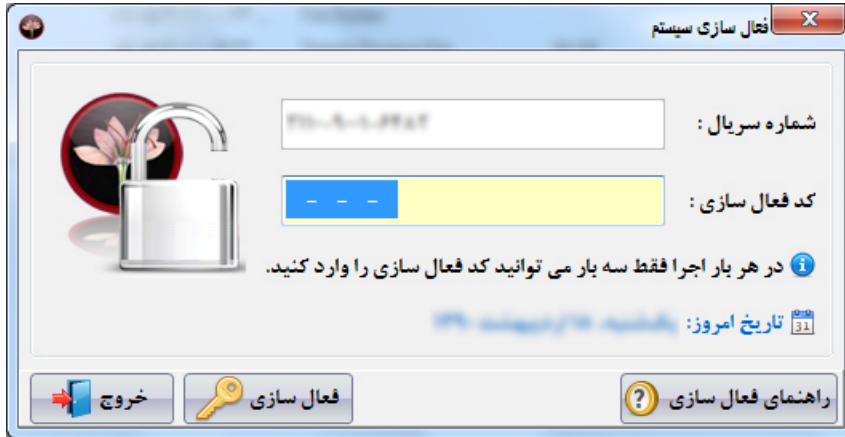 فعال سازی سیستم
شماره سریال :
کد فعال سازی :
- - -
در هر بار اجرا فقط سه بار می توانید کد فعال سازی را وارد کنید.
تاریخ امروز:
31
راهنمای فعال سازی
فعال سازی
خروج